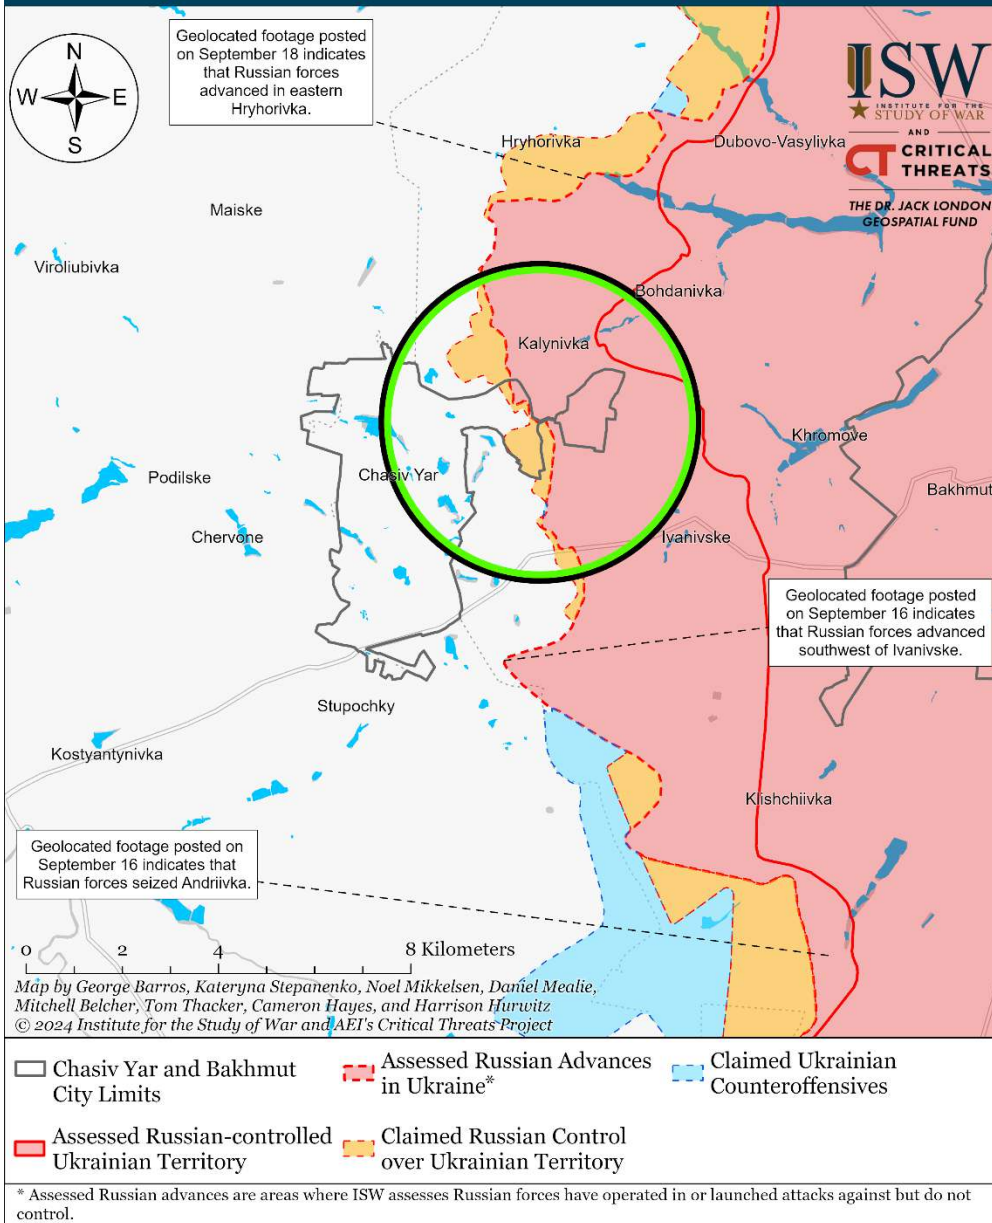 Geolocated footage posted
on September 18 indicates
that Russian forces
advanced in eastern
Hryhorivka.
N
W
E
S
ISW
INSTITUTE FOR THE
STUDY OF WAR
AND
CT CRITICAL
THREATS
THE DR. JACK LONDON
GEOSPATIAL FUND
Hryhorivka
Dubovo-Vasylivka
Maiske
Viroliubivka
Bohdanivka
Kalynivka
Khromove
Podilske
Chasiv Yar
Bakhmut
Chervone
Ivanivske
Geolocated footage posted
on September 16 indicates
that Russian forces advanced
southwest of Ivanivske.
Stupochky
Kostyantynivka
Klishchiivka
Geolocated footage posted on
September 16 indicates that
Russian forces seized Andriivka.
0 2 4 8 Kilometers
Map by George Barros, Kateryna Stepanenko, Noel Mikkelsen, Daniel Mealie,
Mitchell Belcher, Tom Thacker, Cameron Hayes, and Harrison Hurwitz
© 2024 Institute for the Study of War and AEI's Critical Threats Project
Chasiv Yar and Bakhmut
City Limits
Assessed Russian Advances
in Ukraine*
Claimed Ukrainian
Counteroffensives
Assessed Russian-controlled
Ukrainian Territory
Claimed Russian Control
over Ukrainian Territory
* Assessed Russian advances are areas where ISW assesses Russian forces have operated in or launched attacks against but do not
control.